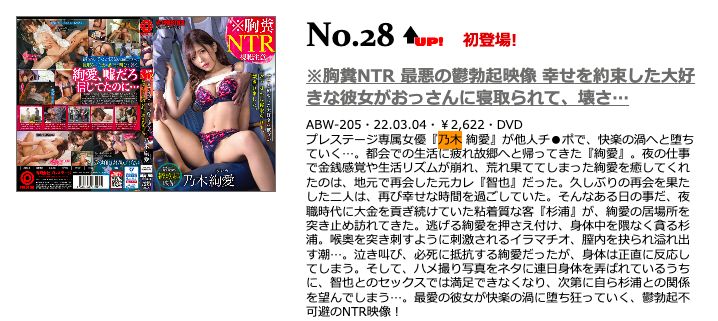 ※胸糞
NTR
絢愛、嘘だろ
信じてたのに…
乃木絢愛
No.28 UP! 初登場!
※胸糞NTR 最悪の鬱勃起映像 幸せを約束した大好
きな彼女がおっさんに寝取られて、壊さ…
ABW-205・22.03.04・￥2,622・DVD
プレステージ専属女優『乃木 絢愛』が他人チ●ポで、快楽の渦へと堕ち
ていく…。都会での生活に疲れ故郷へと帰ってきた『絢愛』。夜の仕事
で金銭感覚や生活リズムが崩れ、荒れ果ててしまった絢愛を癒してくれ
たのは、地元で再会した元カレ『智也』だった。久しぶりの再会を果た
した二人は、再び幸せな時間を過ごしていた。そんなある日の事だ、夜
職時代に大金を貢ぎ続けていた粘着質な客『杉浦』が、絢愛の居場所を
突き止め訪れてきた。逃げる絢愛を押さえ付け、身体中を隈なく貪る杉
浦。喉奥を突き刺すように刺激されるイラマチオ、膣内を抉られ溢れ出
す潮…。泣き叫び、必死に抵抗する絢愛だったが、身体は正直に反応し
てしまう。そして、ハメ撮り写真をネタに連日身体を弄ばれているうち
に、智也とのセックスでは満足できなくなり、次第に自ら杉浦との関係
を望んでしまう…。最愛の彼女が快楽の渦に堕ち狂っていく、鬱勃起不
可避のNTR映像！